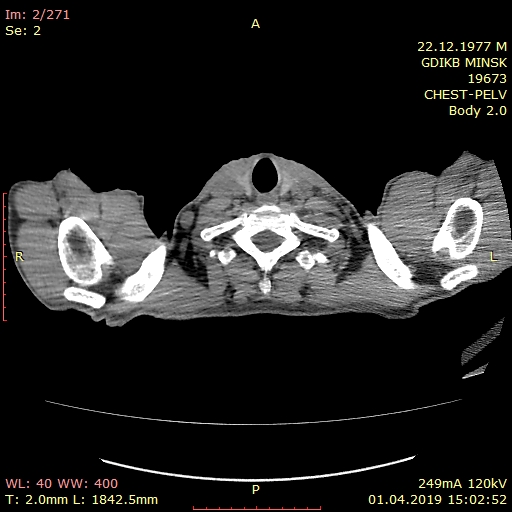 Im: 2/271
Se: 2
A
22.12.1977 M
GDIKB MINSK
19673
CHEST-PELV
Body 2.0
R
L
WL: 40 WW: 400
T: 2.0mm L: 1842.5mm
P
249mA 120kV
01.04.2019 15:02:52